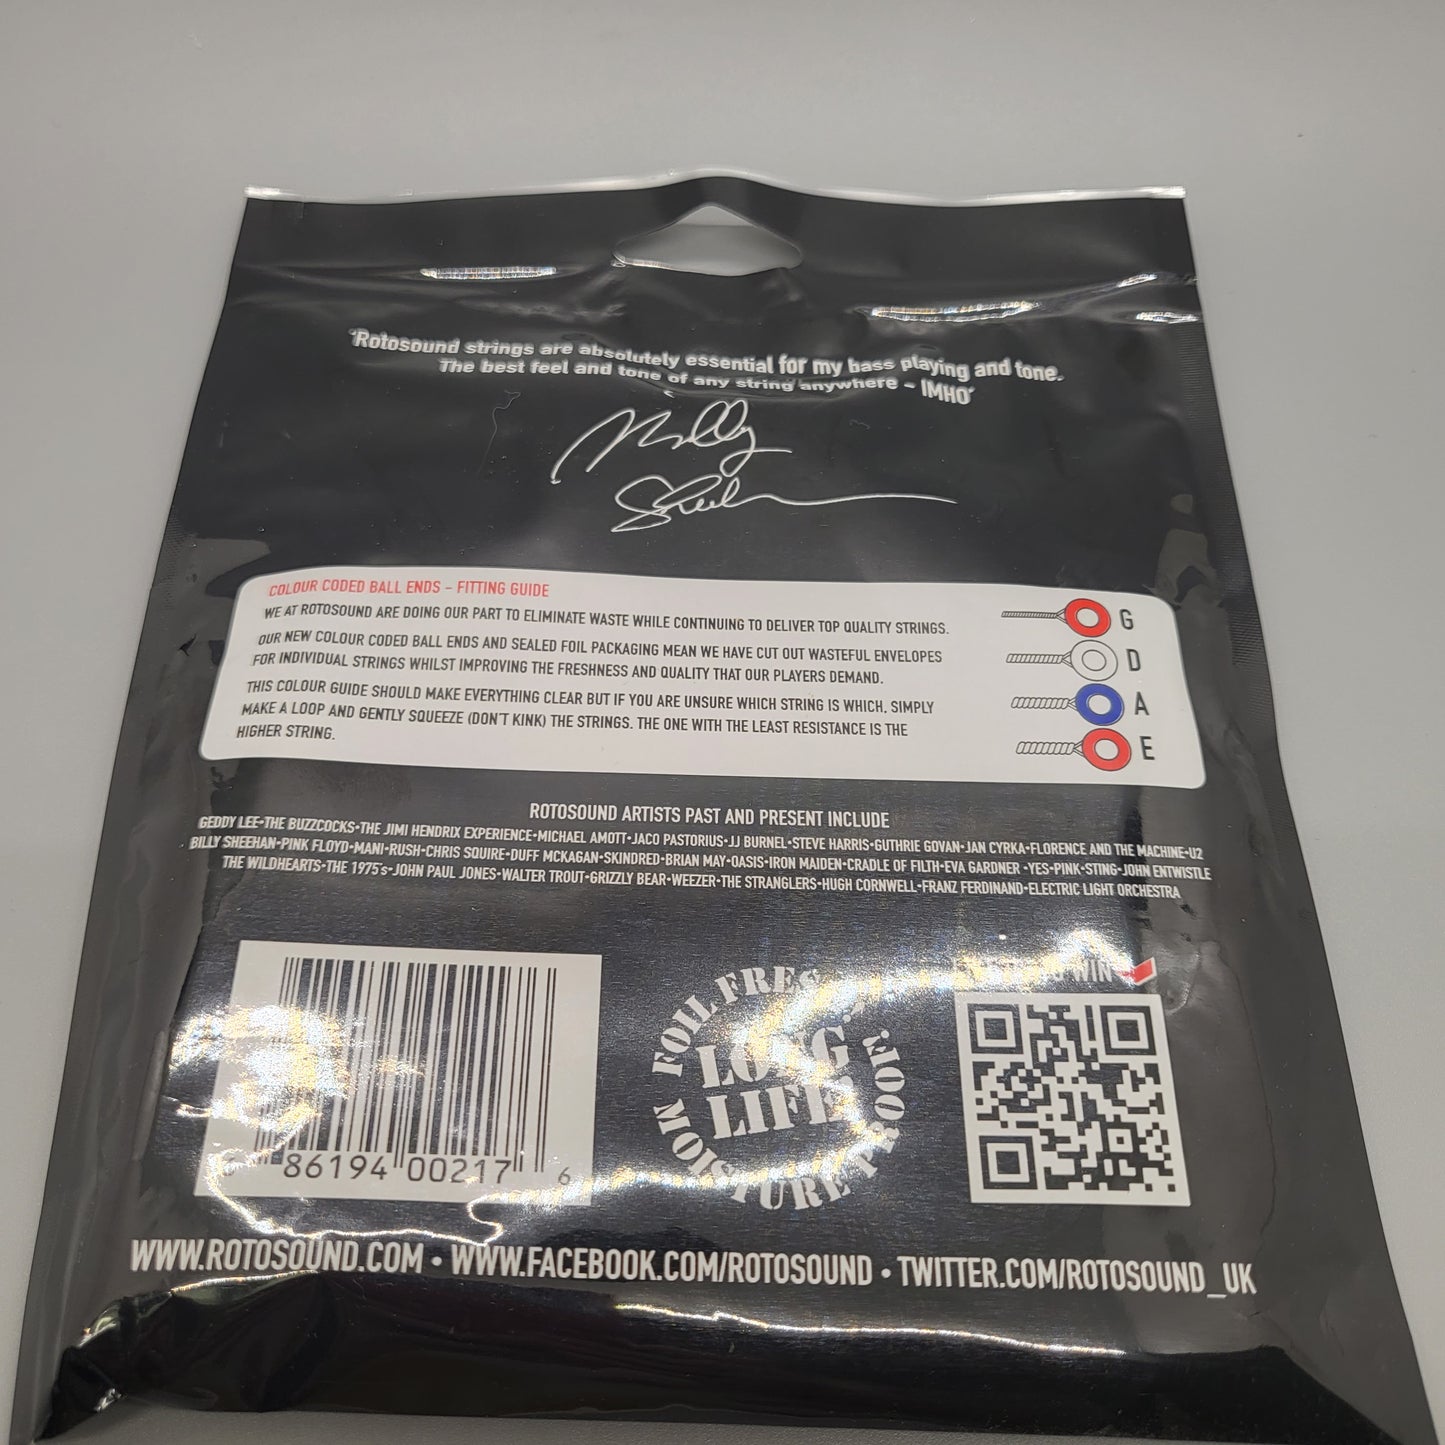 'Rotosound strings are absolutely essential for my bass playing and tone.
The best feel and tone of any string anywhere - IMHO'
Billy
Sheehan
COLOUR CODED BALL ENDS - FITTING GUIDE
WE AT ROTOSOUND ARE DOING OUR PART TO ELIMINATE WASTE WHILE CONTINUING TO DELIVER TOP QUALITY STRINGS.
OUR NEW COLOUR CODED BALL ENDS AND SEALED FOIL PACKAGING MEAN WE HAVE CUT OUT WASTEFUL ENVELOPES
FOR INDIVIDUAL STRINGS WHILST IMPROVING THE FRESHNESS AND QUALITY THAT OUR PLAYERS DEMAND.
THIS COLOUR GUIDE SHOULD MAKE EVERYTHING CLEAR BUT IF YOU ARE UNSURE WHICH STRING IS WHICH, SIMPLY
MAKE A LOOP AND GENTLY SQUEEZE (DON'T KINK) THE STRINGS. THE ONE WITH THE LEAST RESISTANCE IS THE
HIGHER STRING.
G
D
A
E
ROTOSOUND ARTISTS PAST AND PRESENT INCLUDE
GEDDY LEE•THE BUZZCOCKS•THE JIMI HENDRIX EXPERIENCE•MICHAEL AMOTT•JACO PASTORIUS•JJ BURNEL•STEVE HARRIS•GUTHRIE GOVAN•JAN CYRKA•FLORENCE AND THE MACHINE•U2
BILLY SHEEHAN•PINK FLOYD•MANI•RUSH•CHRIS SQUIRE•DUFF MCKAGAN•SKINDRED•BRIAN MAY•OASIS•IRON MAIDEN•CRADLE OF FILTH•EVA GARDNER •YES•PINK•STING•JOHN ENTWISTLE
THE WILDHEARTS•THE 1975's•JOHN PAUL JONES•WALTER TROUT•GRIZZLY BEAR•WEEZER•THE STRANGLERS•HUGH CORNWELL•FRANZ FERDINAND•ELECTRIC LIGHT ORCHESTRA
FOIL FRESH
LONG
LIFE
MOISTURE PROOF
WIN
86194 00217 6
WWW.ROTOSOUND.COM • WWW.FACEBOOK.COM/ROTOSOUND • TWITTER.COM/ROTOSOUND_UK